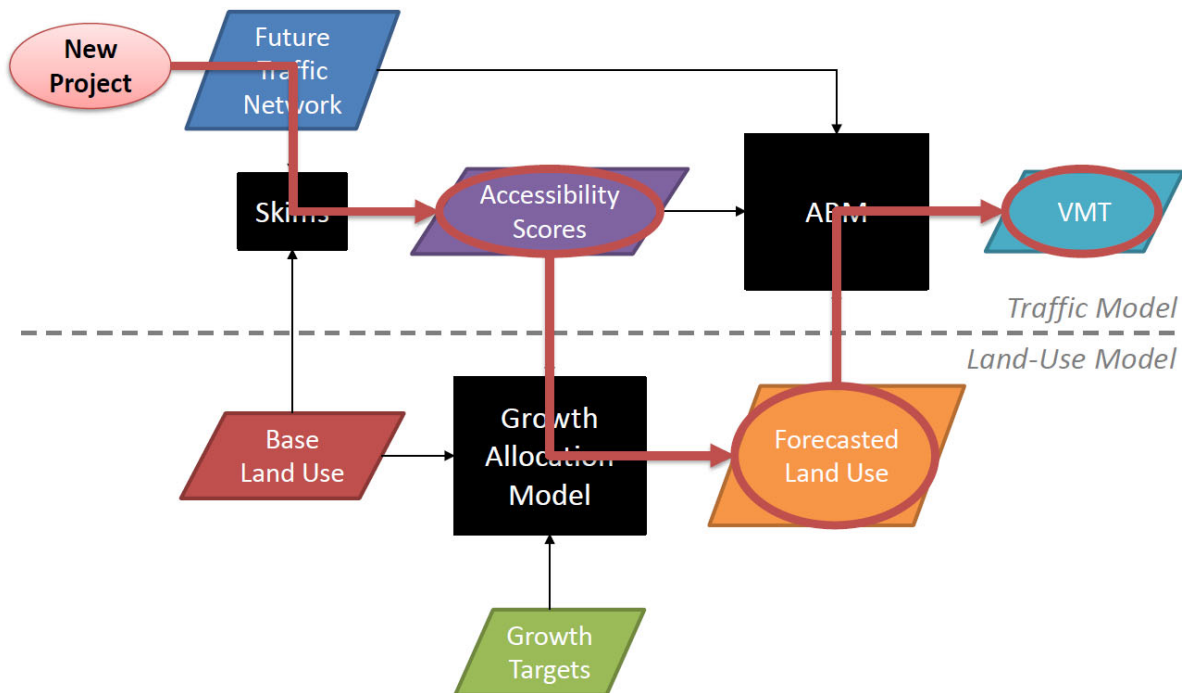 New
Project
Future
Traffic
Network
Skims
Accessibility
Scores
ABM
VMT
Traffic Model
Land-Use Model
Base
Land Use
Growth
Allocation
Model
Forecasted
Land Use
Growth
Targets